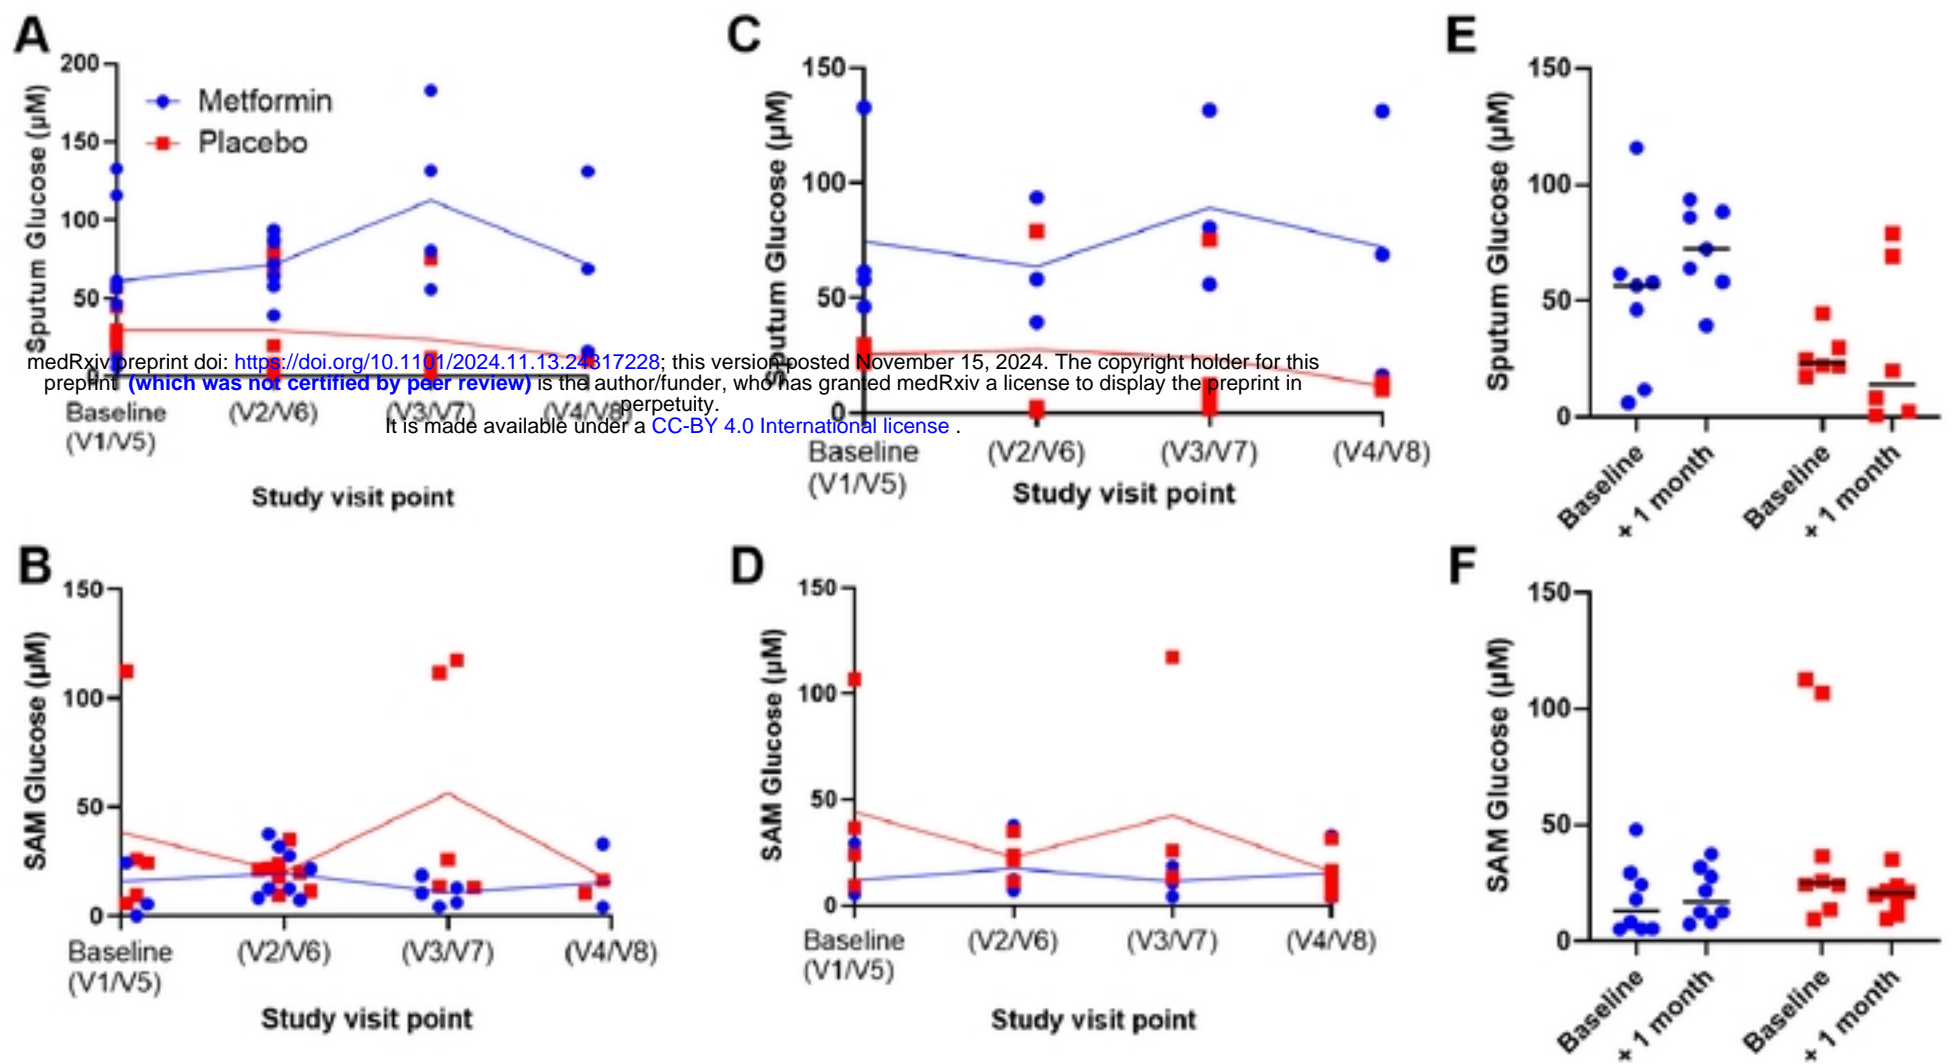 A
Sputum Glucose (µM)
200
150
100
50
0
Metformin
Placebo
Baseline
(V1/V5)
(V2/V6)
(V3/V7)
(V4/V8)
Study visit point
C
Sputum Glucose (µM)
150
100
50
0
Baseline
(V1/V5)
(V2/V6)
(V3/V7)
(V4/V8)
Study visit point
E
Sputum Glucose (µM)
150
100
50
0
Baseline
+ 1 month
Baseline
+ 1 month
medRxiv preprint doi: https://doi.org/10.1101/2024.11.13.24317228; this version posted November 15, 2024. The copyright holder for this
preprint (which was not certified by peer review) is the author/funder, who has granted medRxiv a license to display the preprint in
perpetuity.
It is made available under a CC-BY 4.0 International license .
B
SAM Glucose (µM)
150
100
50
0
Baseline
(V1/V5)
(V2/V6)
(V3/V7)
(V4/V8)
Study visit point
D
SAM Glucose (µM)
150
100
50
0
Baseline
(V1/V5)
(V2/V6)
(V3/V7)
(V4/V8)
Study visit point
F
SAM Glucose (µM)
150
100
50
0
Baseline
+ 1 month
Baseline
+ 1 month